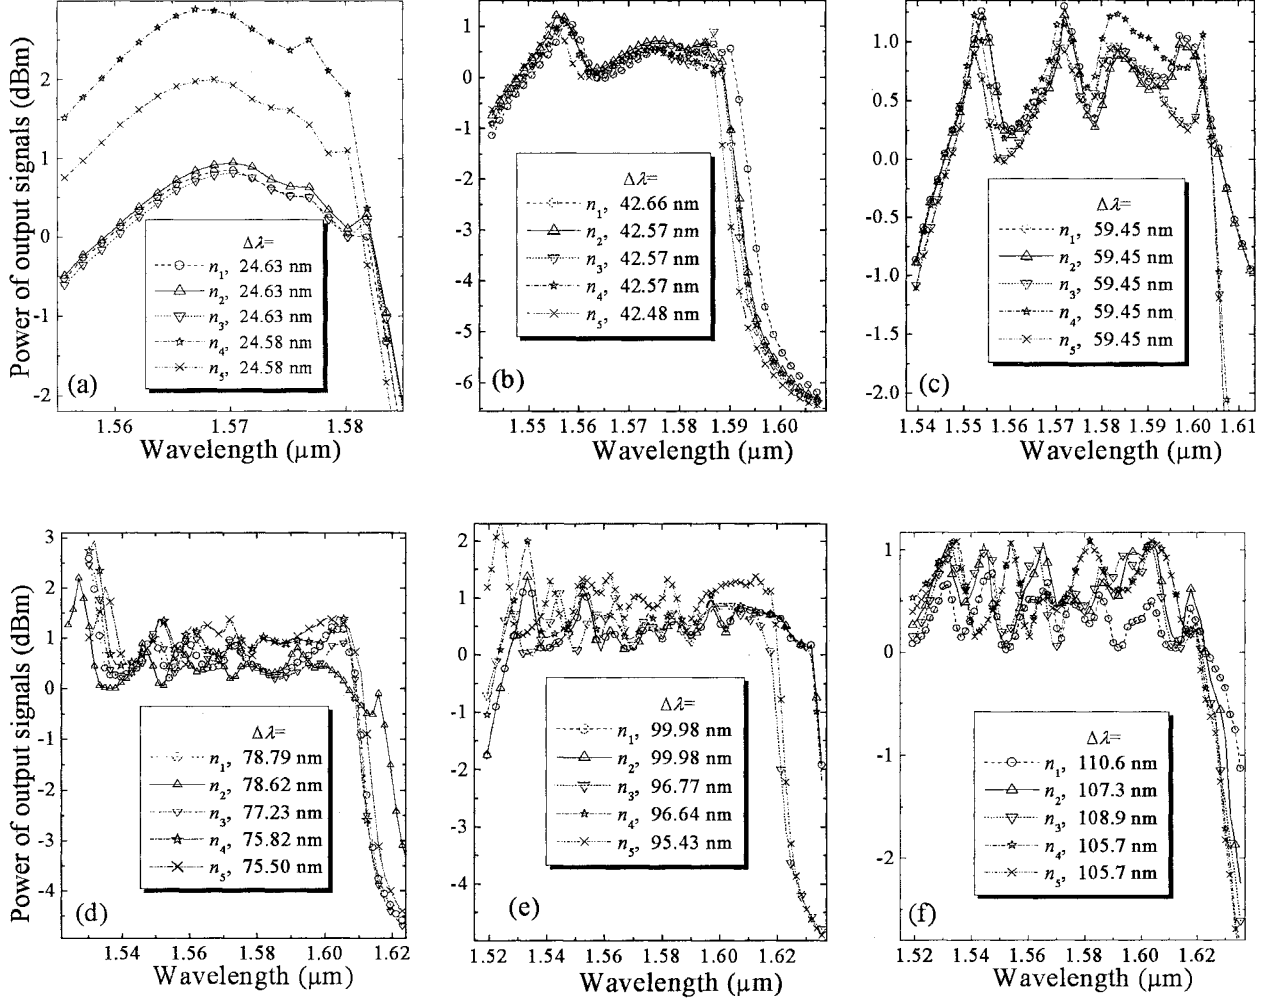 Power of output signals (dBm)
2
1
0
-1
-2
(a)
Δλ=
n1, 24.63 nm
n2, 24.63 nm
n3, 24.63 nm
n4, 24.58 nm
n5, 24.58 nm
1.56 1.57 1.58
Wavelength (μm)
1
0
-1
-2
-3
-4
-5
-6
(b)
Δλ=
n1, 42.66 nm
n2, 42.57 nm
n3, 42.57 nm
n4, 42.57 nm
n5, 42.48 nm
1.55 1.56 1.57 1.58 1.59 1.60
Wavelength (μm)
1.0
0.5
0.0
-0.5
-1.0
-1.5
-2.0
(c)
Δλ=
n1, 59.45 nm
n2, 59.45 nm
n3, 59.45 nm
n4, 59.45 nm
n5, 59.45 nm
1.54 1.55 1.56 1.57 1.58 1.59 1.60 1.61
Wavelength (μm)
Power of output signals (dBm)
3
2
1
0
-1
-2
-3
-4
(d)
Δλ=
n1, 78.79 nm
n2, 78.62 nm
n3, 77.23 nm
n4, 75.82 nm
n5, 75.50 nm
1.54 1.56 1.58 1.60 1.62
Wavelength (μm)
2
1
0
-1
-2
-3
-4
(e)
Δλ=
n1, 99.98 nm
n2, 99.98 nm
n3, 96.77 nm
n4, 96.64 nm
n5, 95.43 nm
1.52 1.54 1.56 1.58 1.60 1.62
Wavelength (μm)
1
0
-1
-2
(f)
Δλ=
n1, 110.6 nm
n2, 107.3 nm
n3, 108.9 nm
n4, 105.7 nm
n5, 105.7 nm
1.52 1.54 1.56 1.58 1.60 1.62
Wavelength (μm)